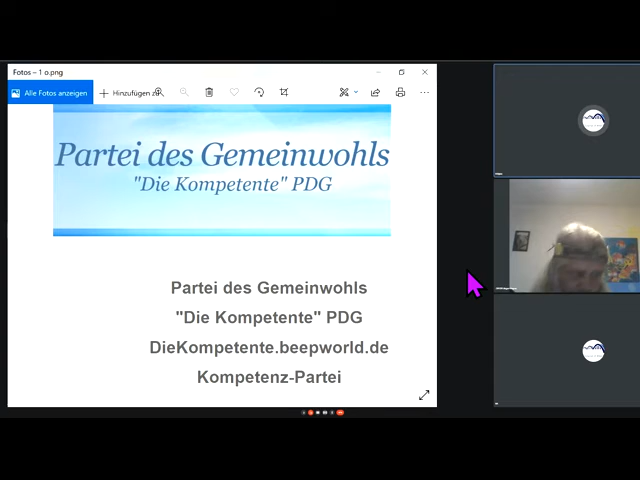 Fotos – 1 o.png
Alle Fotos anzeigen
Hinzufügen zu
Partei des Gemeinwohls
"Die Kompetente" PDG
Partei des Gemeinwohls
"Die Kompetente" PDG
DieKompetente.beepworld.de
Kompetenz-Partei